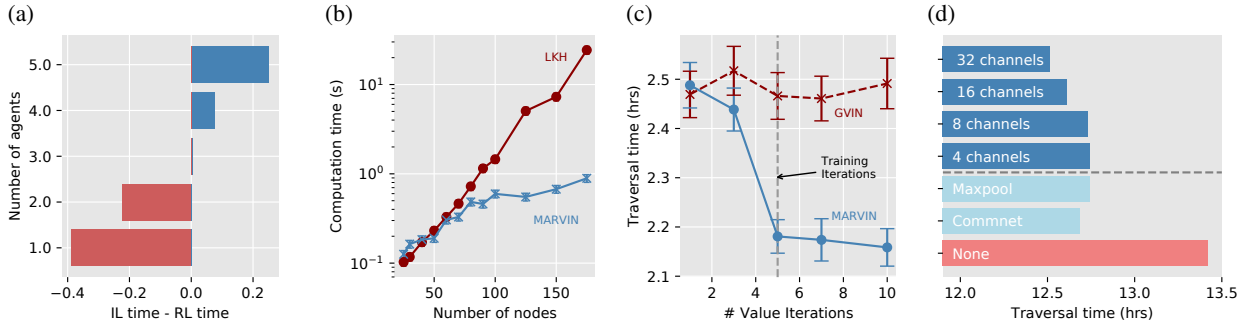 (a)
Number of agents
5.0
4.0
3.0
2.0
1.0
−0.4
−0.2
0.0
0.2
IL time - RL time
(b)
Computation time (s)
10¹
10⁰
10⁻¹
LKH
MARVIN
50
100
150
Number of nodes
(c)
Traversal time (hrs)
2.5
2.4
2.3
2.2
2.1
GVIN
Training
Iterations
MARVIN
2
4
6
8
10
# Value Iterations
(d)
32 channels
16 channels
8 channels
4 channels
Maxpool
Commnet
None
12.0
12.5
13.0
13.5
Traversal time (hrs)